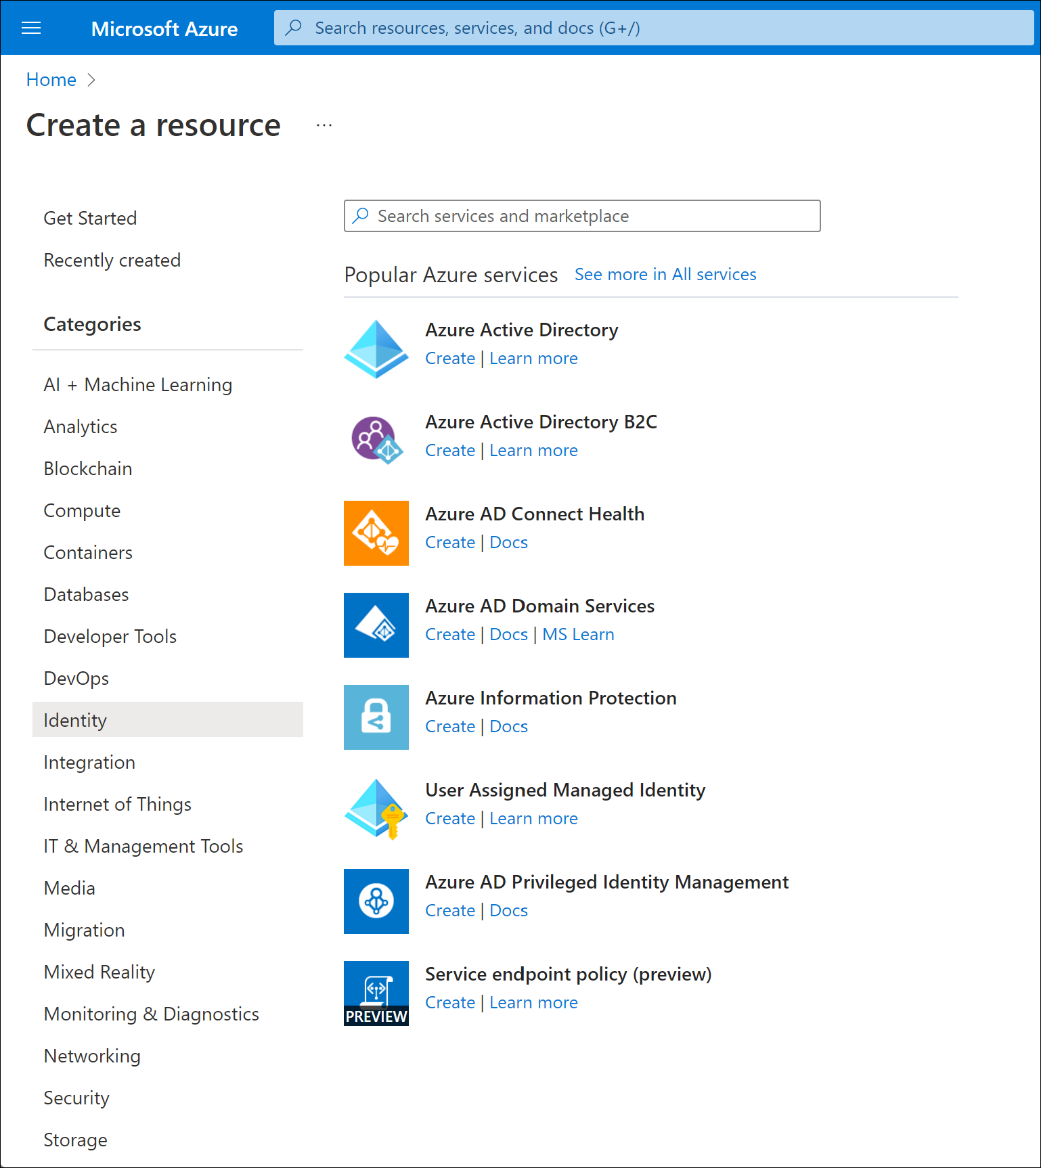 Microsoft Azure
Search resources, services, and docs (G+/)
Home
Create a resource
...
Get Started
Recently created
Categories
AI + Machine Learning
Analytics
Blockchain
Compute
Containers
Databases
Developer Tools
DevOps
Identity
Integration
Internet of Things
IT & Management Tools
Media
Migration
Mixed Reality
Monitoring & Diagnostics
Networking
Security
Storage
Search services and marketplace
Popular Azure services See more in All services
Azure Active Directory
Create | Learn more
Azure Active Directory B2C
Create | Learn more
Azure AD Connect Health
Create | Docs
Azure AD Domain Services
Create | Docs | MS Learn
Azure Information Protection
Create | Docs
User Assigned Managed Identity
Create | Learn more
Azure AD Privileged Identity Management
Create | Docs
PREVIEW
Service endpoint policy (preview)
Create | Learn more